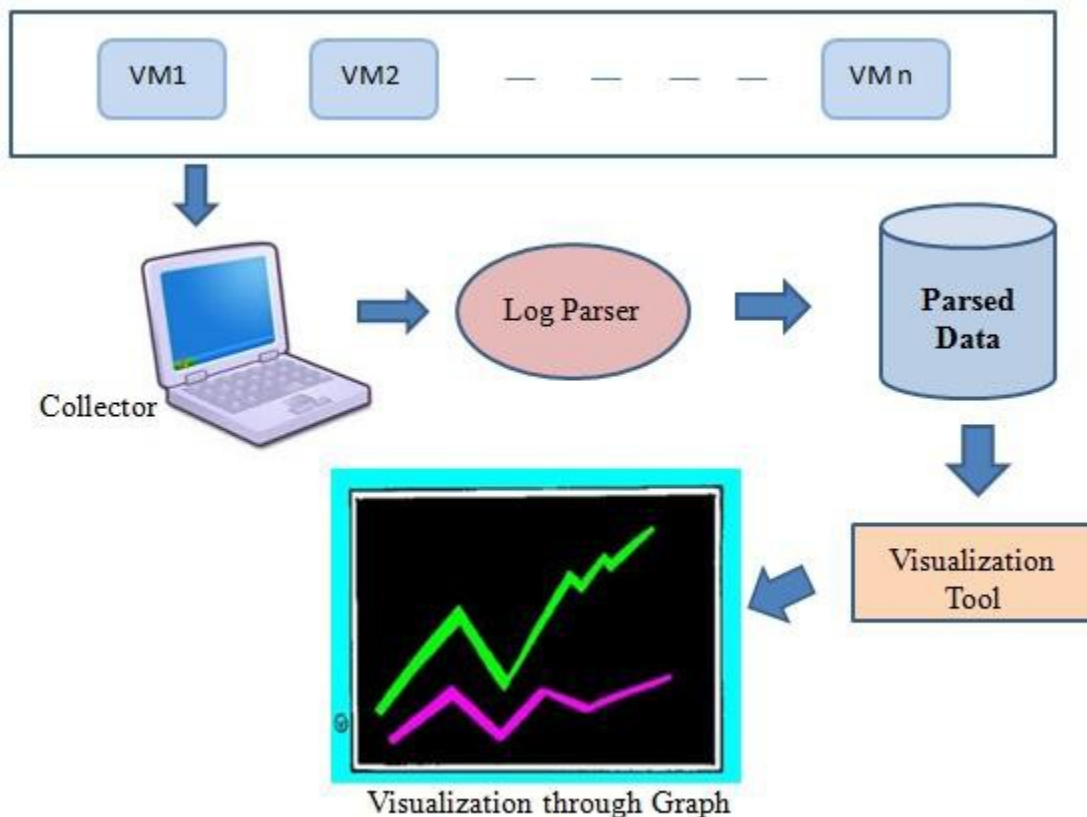 VM1
VM2
VM n
Collector
Log Parser
Parsed
Data
Visualization
Tool
Visualization through Graph